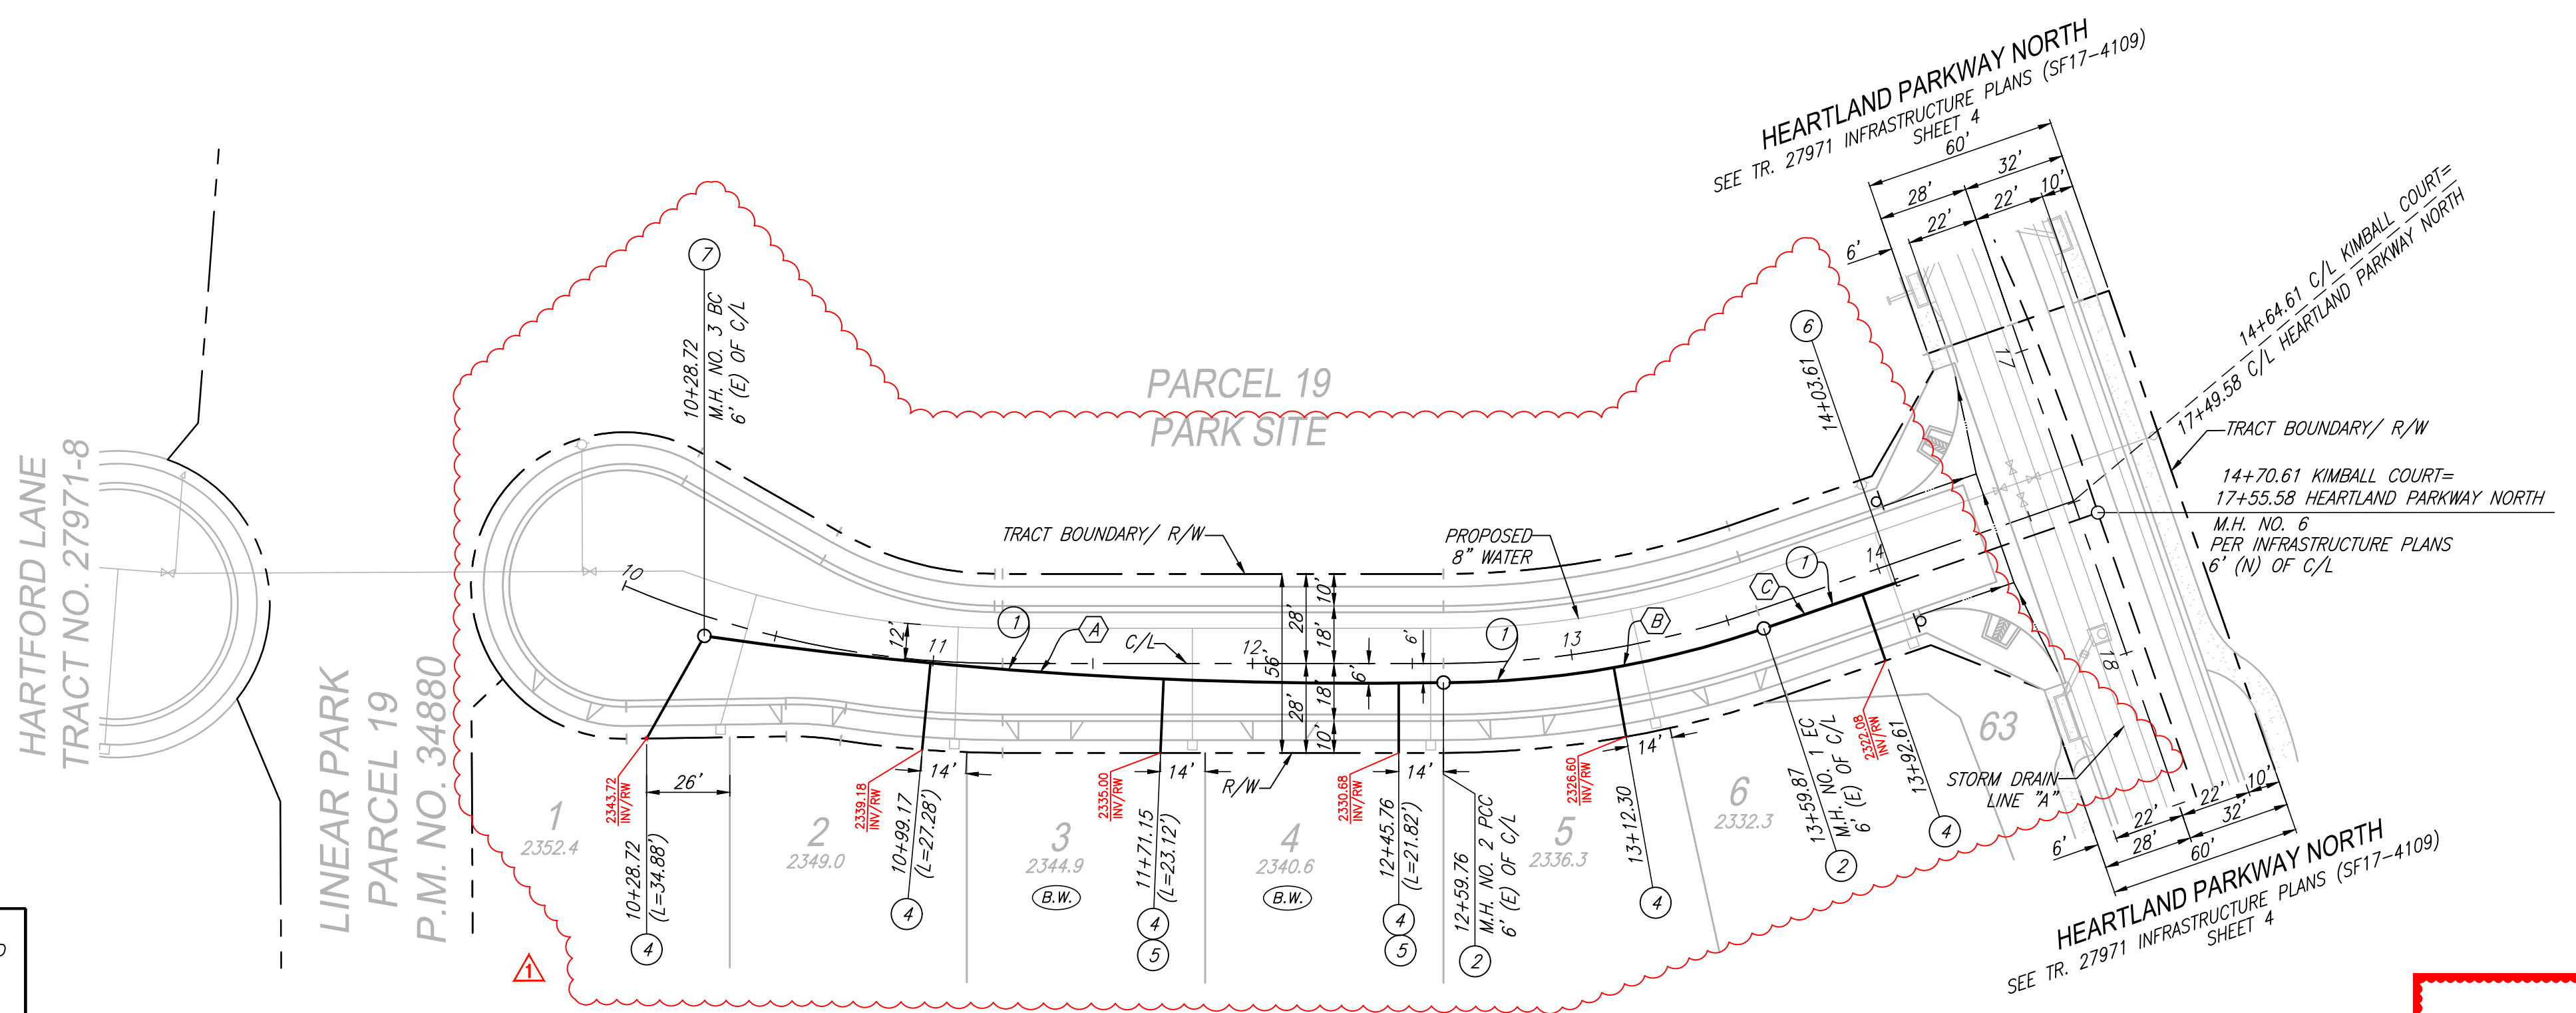 HEARTLAND PARKWAY NORTH
SEE TR. 27971 INFRASTRUCTURE PLANS (SF17-4109)
SHEET 4
60'
28'
32'
22'
22'
10'
6'
14+64.61 C/L KIMBALL COURT=
17+49.58 C/L HEARTLAND PARKWAY NORTH
TRACT BOUNDARY/ R/W
14+70.61 KIMBALL COURT=
17+55.58 HEARTLAND PARKWAY NORTH
M.H. NO. 6
PER INFRASTRUCTURE PLANS
6' (N) OF C/L
17
18
7
10+28.72
M.H. NO. 3 BC
6' (E) OF C/L
6
14+03.61
PARCEL 19
PARK SITE
HARTFORD LANE
TRACT NO. 27971-8
LINEAR PARK
PARCEL 19
P.M. NO. 34880
TRACT BOUNDARY/ R/W
PROPOSED
8" WATER
10
12'
11
1
A
C/L
12
56'
28'
28'
10'
18'
18'
10'
6'
6'
1
13
B
C
1
14
R/W
2343.72
INV/RW
26'
2339.18
INV/RW
14'
2335.00
INV/RW
14'
2330.68
INV/RW
14'
2326.60
INV/RW
14'
2322.08
INV/RW
1
2352.4
2
2349.0
3
2344.9
B.W.
4
2340.6
B.W.
5
2336.3
6
2332.3
63
10+28.72
(L=34.88')
4
10+99.17
(L=27.28')
4
11+71.15
(L=23.12')
4
5
12+45.76
(L=21.82')
4
5
12+59.76
M.H. NO. 2 PCC
6' (E) OF C/L
2
13+12.30
4
13+59.87
M.H. NO. 1 EC
6' (E) OF C/L
2
13+92.61
4
STORM DRAIN
LINE "A"
6'
22'
22'
10'
28'
32'
60'
HEARTLAND PARKWAY NORTH
SEE TR. 27971 INFRASTRUCTURE PLANS (SF17-4109)
SHEET 4
1